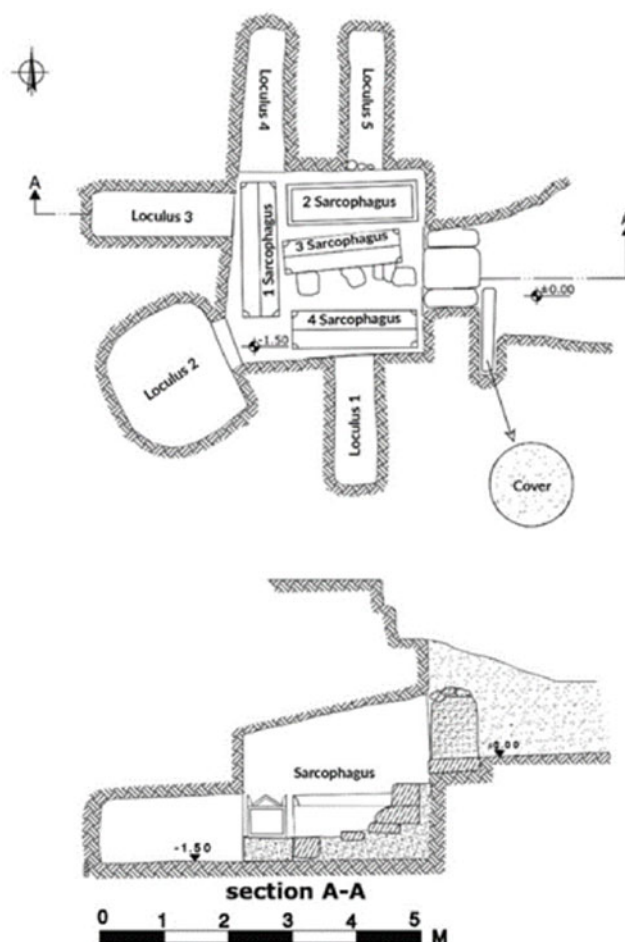 Loculus 4
Loculus 5
A
Loculus 3
1 Sarcophagus
2 Sarcophagus
3 Sarcophagus
4 Sarcophagus
A
±0.00
-1.50
Loculus 2
Loculus 1
Cover
Sarcophagus
±0.00
-1.50
section A-A
0 1 2 3 4 5 M